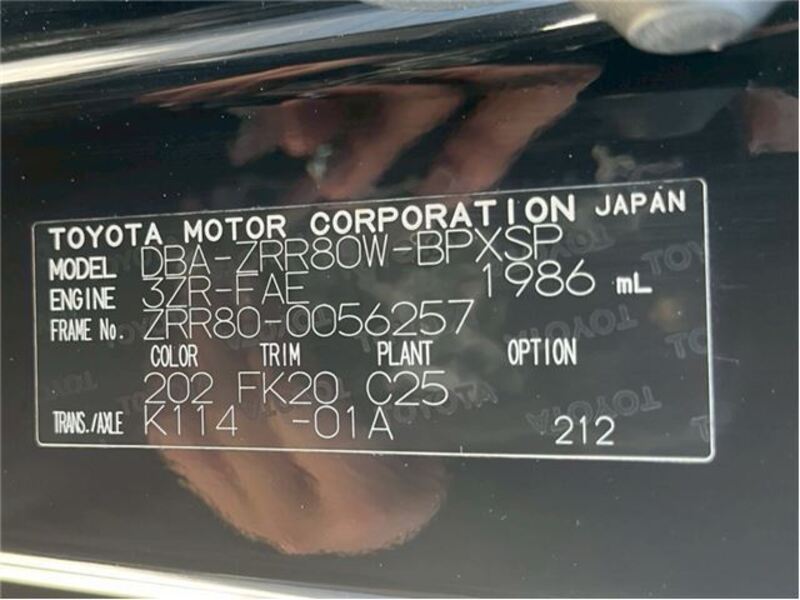 TOYOTA MOTOR CORPORATION JAPAN
MODEL DBA-ZRR80W-BPXSP
ENGINE 3ZR-FAE 1986 mL
FRAME No. ZRR80-0056257
COLOR TRIM PLANT OPTION
202 FK20 C25
TRANS./AXLE K114 -01A 212